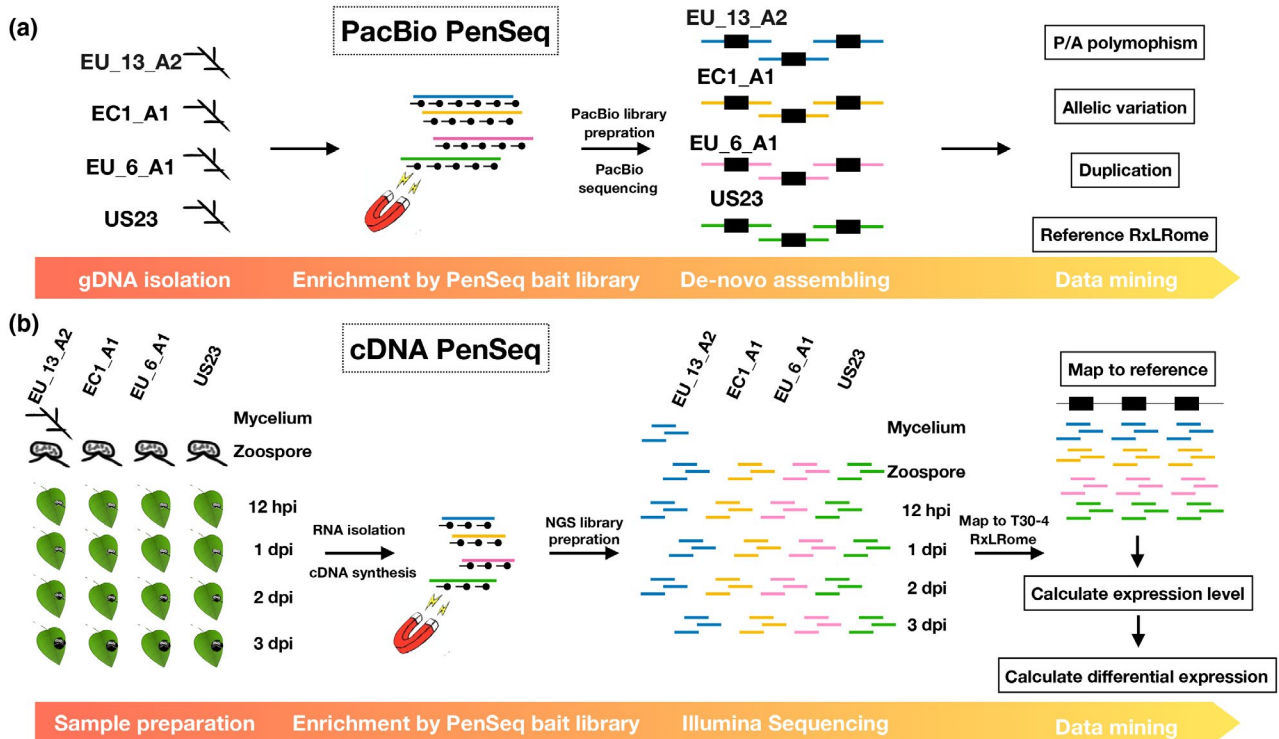 (a)
PacBio PenSeq
EU_13_A2
EC1_A1
EU_6_A1
US23
PacBio library
prepration
PacBio
sequencing
EU_13_A2
EC1_A1
EU_6_A1
US23
P/A polymophism
Allelic variation
Duplication
Reference RxLRome
gDNA isolation
Enrichment by PenSeq bait library
De-novo assembling
Data mining
(b)
cDNA PenSeq
EU_13_A2
EC1_A1
EU_6_A1
US23
Mycelium
Zoospore
12 hpi
1 dpi
2 dpi
3 dpi
RNA isolation
cDNA synthesis
NGS library
prepration
EU_13_A2
EC1_A1
EU_6_A1
US23
Mycelium
Zoospore
12 hpi
1 dpi
2 dpi
3 dpi
Map to T30-4
RxLRome
Map to reference
Calculate expression level
Calculate differential expression
Sample preparation
Enrichment by PenSeq bait library
Illumina Sequencing
Data mining